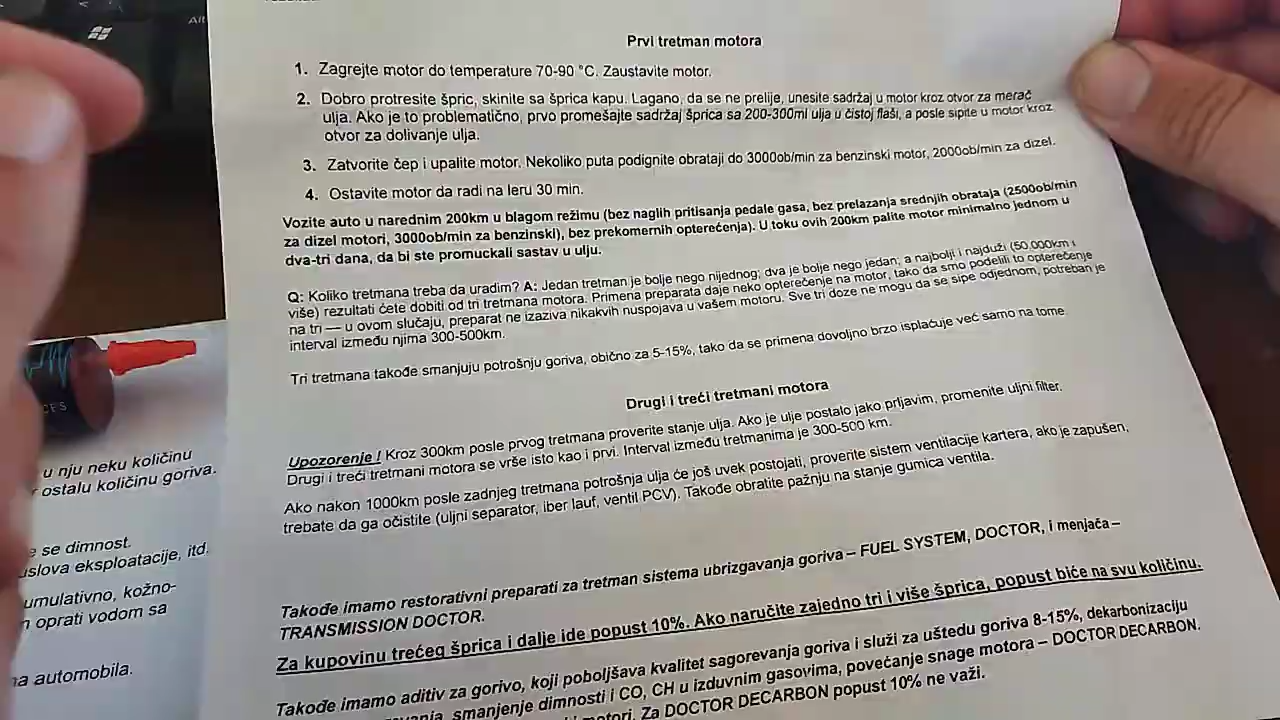 Alt
Prvi tretman motora
1. Zagrejte motor do temperature 70-90 °C. Zaustavite motor.
2. Dobro protresite špric, skinite sa šprica kapu. Lagano, da se ne prelije, unesite sadržaj u motor kroz otvor za merač
ulja. Ako je to problematično, prvo promešajte sadržaj šprica sa 200-300ml ulja u čistoj flaši, a posle sipite u motor kroz
otvor za dolivanje ulja.
3. Zatvorite čep i upalite motor. Nekoliko puta podignite obrataji do 3000ob/min za benzinski motor, 2000ob/min za dizel.
4. Ostavite motor da radi na leru 30 min.
Vozite auto u narednim 200km u blagom režimu (bez naglih pritisanja pedale gasa, bez prelazanja srednjih obrataja (2500ob/min
za dizel motori, 3000ob/min za benzinski), bez prekomernih opterećenja). U toku ovih 200km palite motor minimalno jednom u
dva-tri dana, da bi ste promuckali sastav u ulju.
Q: Koliko tretmana treba da uradim? A: Jedan tretman je bolje nego nijednog; dva je bolje nego jedan; a najbolji i najduži (50.000km i
više) rezultati ćete dobiti od tri tretmana motora. Primena preparata daje neko opterećenje na motor, tako da smo podelili to opterećenje
na tri — u ovom slučaju, preparat ne izaziva nikakvih nuspojava u vašem motoru. Sve tri doze ne mogu da se sipe odjednom, potreban je
interval između njima 300-500km.
Tri tretmana takođe smanjuju potrošnju goriva, obično za 5-15%, tako da se primena dovoljno brzo isplaćuje već samo na tome
Drugi i treći tretmani motora
Upozorenje ! Kroz 300km posle prvog tretmana proverite stanje ulja. Ako je ulje postalo jako prljavim, promenite uljni filter.
Drugi i treći tretmani motora se vrše isto kao i prvi. Interval između tretmanima je 300-500 km.
Ako nakon 1000km posle zadnjeg tretmana potrošnja ulja će još uvek postojati, proverite sistem ventilacije kartera, ako je zapušen,
trebate da ga očistite (uljni separator, iber lauf, ventil PCV). Takođe obratite pažnju na stanje gumica ventila.
Takođe imamo restorativni preparati za tretman sistema ubrizgavanja goriva – FUEL SYSTEM, DOCTOR, i menjača –
TRANSMISSION DOCTOR.
Za kupovinu trećeg šprica i dalje ide popust 10%. Ako naručite zajedno tri i više šprica, popust biće na svu količinu.
Takođe imamo aditiv za gorivo, koji poboljšava kvalitet sagorevanja goriva i služi za uštedu goriva 8-15%, dekarbonizaciju
smanjenje dimnosti i CO, CH u izduvnim gasovima, povećanje snage motora – DOCTOR DECARBON.
motori. Za DOCTOR DECARBON popust 10% ne važi.
u nju neku količinu
ostalu količinu goriva.
se dimnost.
uslova eksploatacije, itd.
umulativno, kožno-
oprati vodom sa
na automobila.